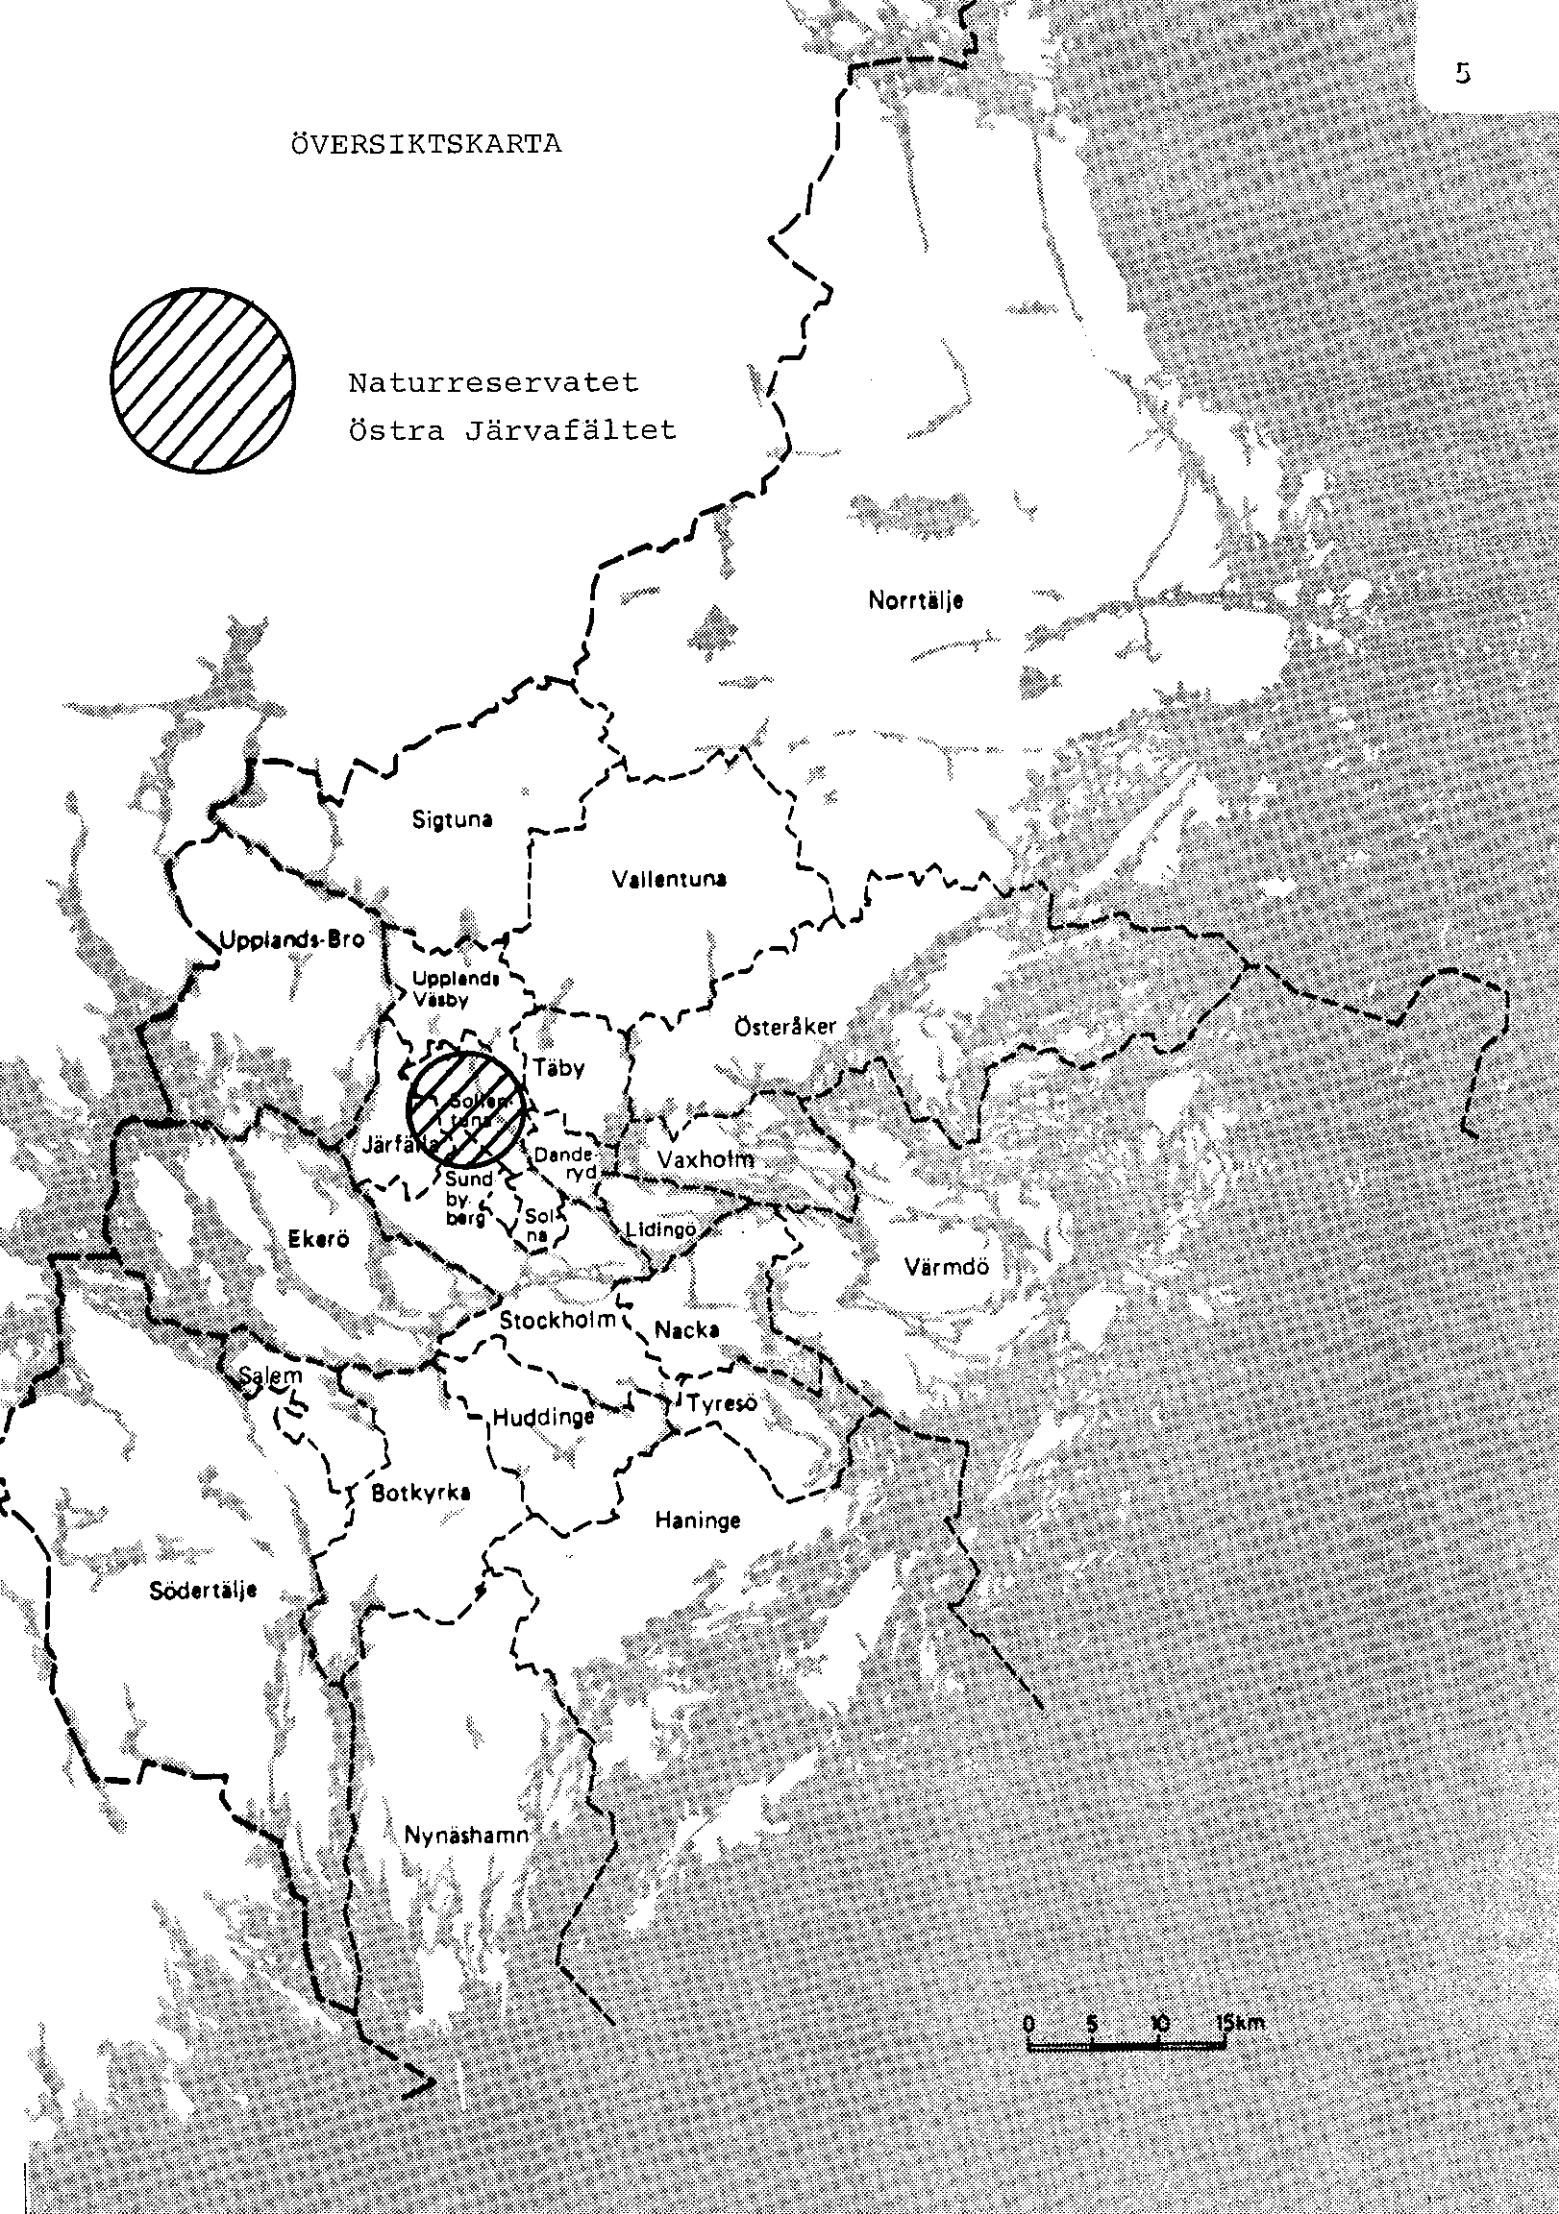 5
ÖVERSIKTSKARTA
Naturreservatet
Östra Järvafältet
Norrtälje
Sigtuna
Vallentuna
Upplands-Bro
Upplands
Väsby
Österåker
Täby
Sollen-
tuna
Järfälla
Dande-
ryd
Vaxholm
Sund
by-
berg
Sol-
na
Lidingö
Ekerö
Värmdö
Stockholm
Nacka
Salem
Tyresö
Huddinge
Botkyrka
Haninge
Södertälje
Nynäshamn
0 5 10 15km